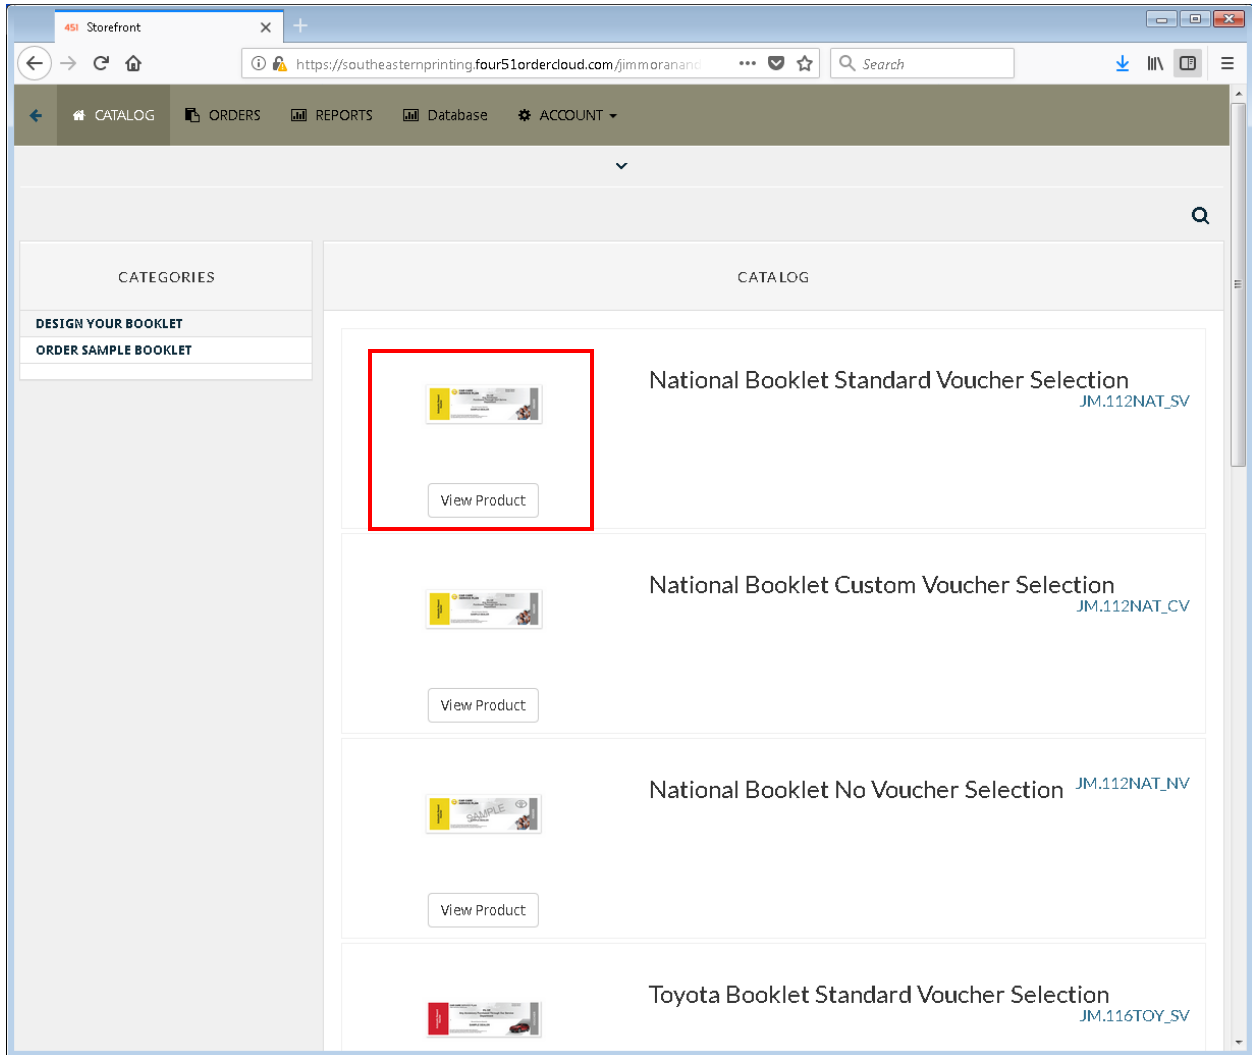 451 Storefront
https://southeasternprinting.four51ordercloud.com/jimmoranand
Search
CATALOG ORDERS REPORTS Database ACCOUNT
CATEGORIES
DESIGN YOUR BOOKLET
ORDER SAMPLE BOOKLET
CATALOG
National Booklet Standard Voucher Selection
JM.112NAT_SV
View Product
National Booklet Custom Voucher Selection
JM.112NAT_CV
View Product
National Booklet No Voucher Selection JM.112NAT_NV
SAMPLE
View Product
Toyota Booklet Standard Voucher Selection
JM.116TOY_SV